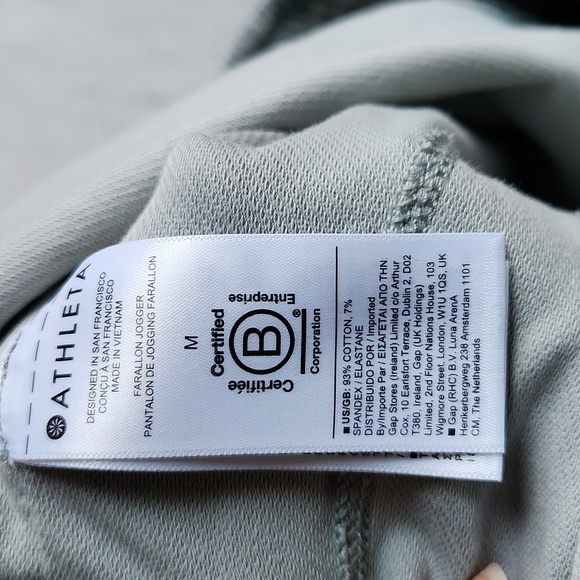 ATHLETA
DESIGNED IN SAN FRANCISCO
CONÇU À SAN FRANCISCO
MADE IN VIETNAM
FARALLON JOGGER
PANTALON DE JOGGING FARALLON
M
Certified
B
®
Corporation
Certifiée
Entreprise
■ US/GB: 93% COTTON, 7%
SPANDEX / ELASTANE
DISTRIBUIDO POR / Imported
By/Importe Par / ΕΙΣΑΓΕΤΑΙ ΑΠΟ ΤΗΝ:
Gap Stores (Ireland) Limited c/o Arthur
Cox, 10 Earlsfort Terrace, Dublin 2, D02
T380, Ireland. Gap (UK Holdings)
Limited, 2nd Floor Nations House, 103
Wigmore Street, London, W1U 1QS, UK
■ Gap (RHC) B.V. Luna ArenA
Herikerbergweg 238 Amsterdam 1101
CM, The Netherlands